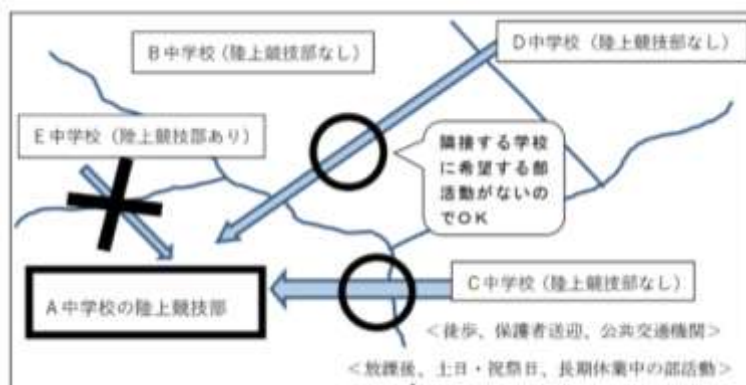 B中学校（陸上競技部なし）
D中学校（陸上競技部なし）
E中学校（陸上競技部あり）
隣接する学校
に希望する部
活動がないの
でOK
A中学校の陸上競技部
C中学校（陸上競技部なし）
＜徒歩、保護者送迎、公共交通機関＞
＜放課後、土日・祝祭日、長期休業中の部活動＞